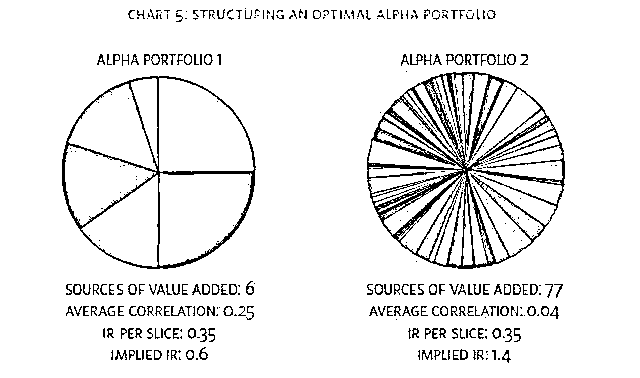 CHART 5: STRUCTURING AN OPTIMAL ALPHA PORTFOLIO
ALPHA PORTFOLIO 1
SOURCES OF VALUE ADDED: 6
AVERAGE CORRELATION: 0.25
IR PER SLICE: 0.35
IMPLIED IR: 0.6
ALPHA PORTFOLIO 2
SOURCES OF VALUE ADDED: 77
AVERAGE CORRELATION: 0.04
IR PER SLICE: 0.35
IMPLIED IR: 1.4